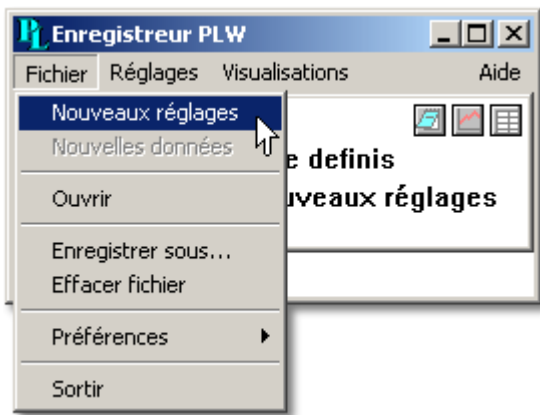 Enregistreur PLW
Fichier Réglages Visualisations Aide
Nouveaux réglages
Nouvelles données
e definis
Ouvrir
uveaux réglages
Enregistrer sous...
Effacer fichier
Préférences
Sortir